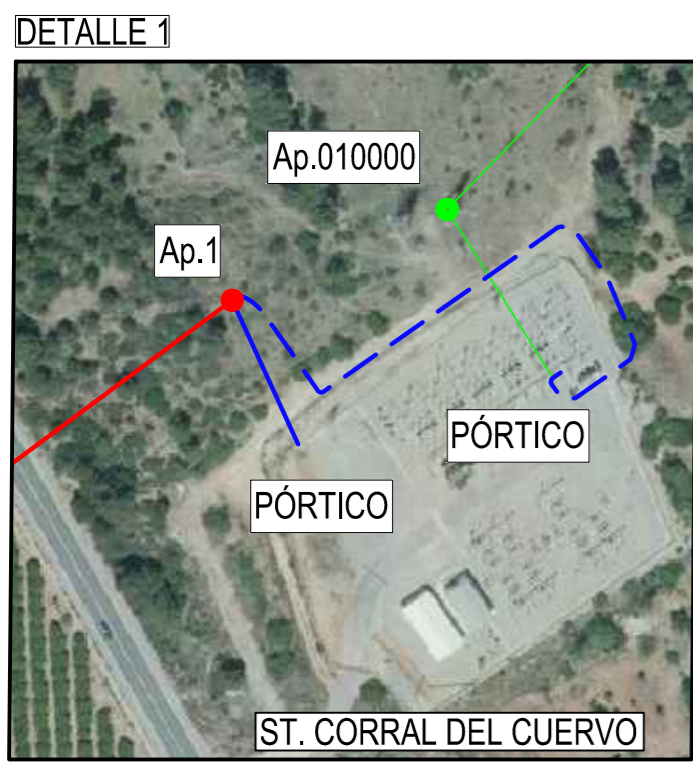 DETALLE 1
Ap.010000
Ap.1
PÓRTICO
PÓRTICO
ST. CORRAL DEL CUERVO